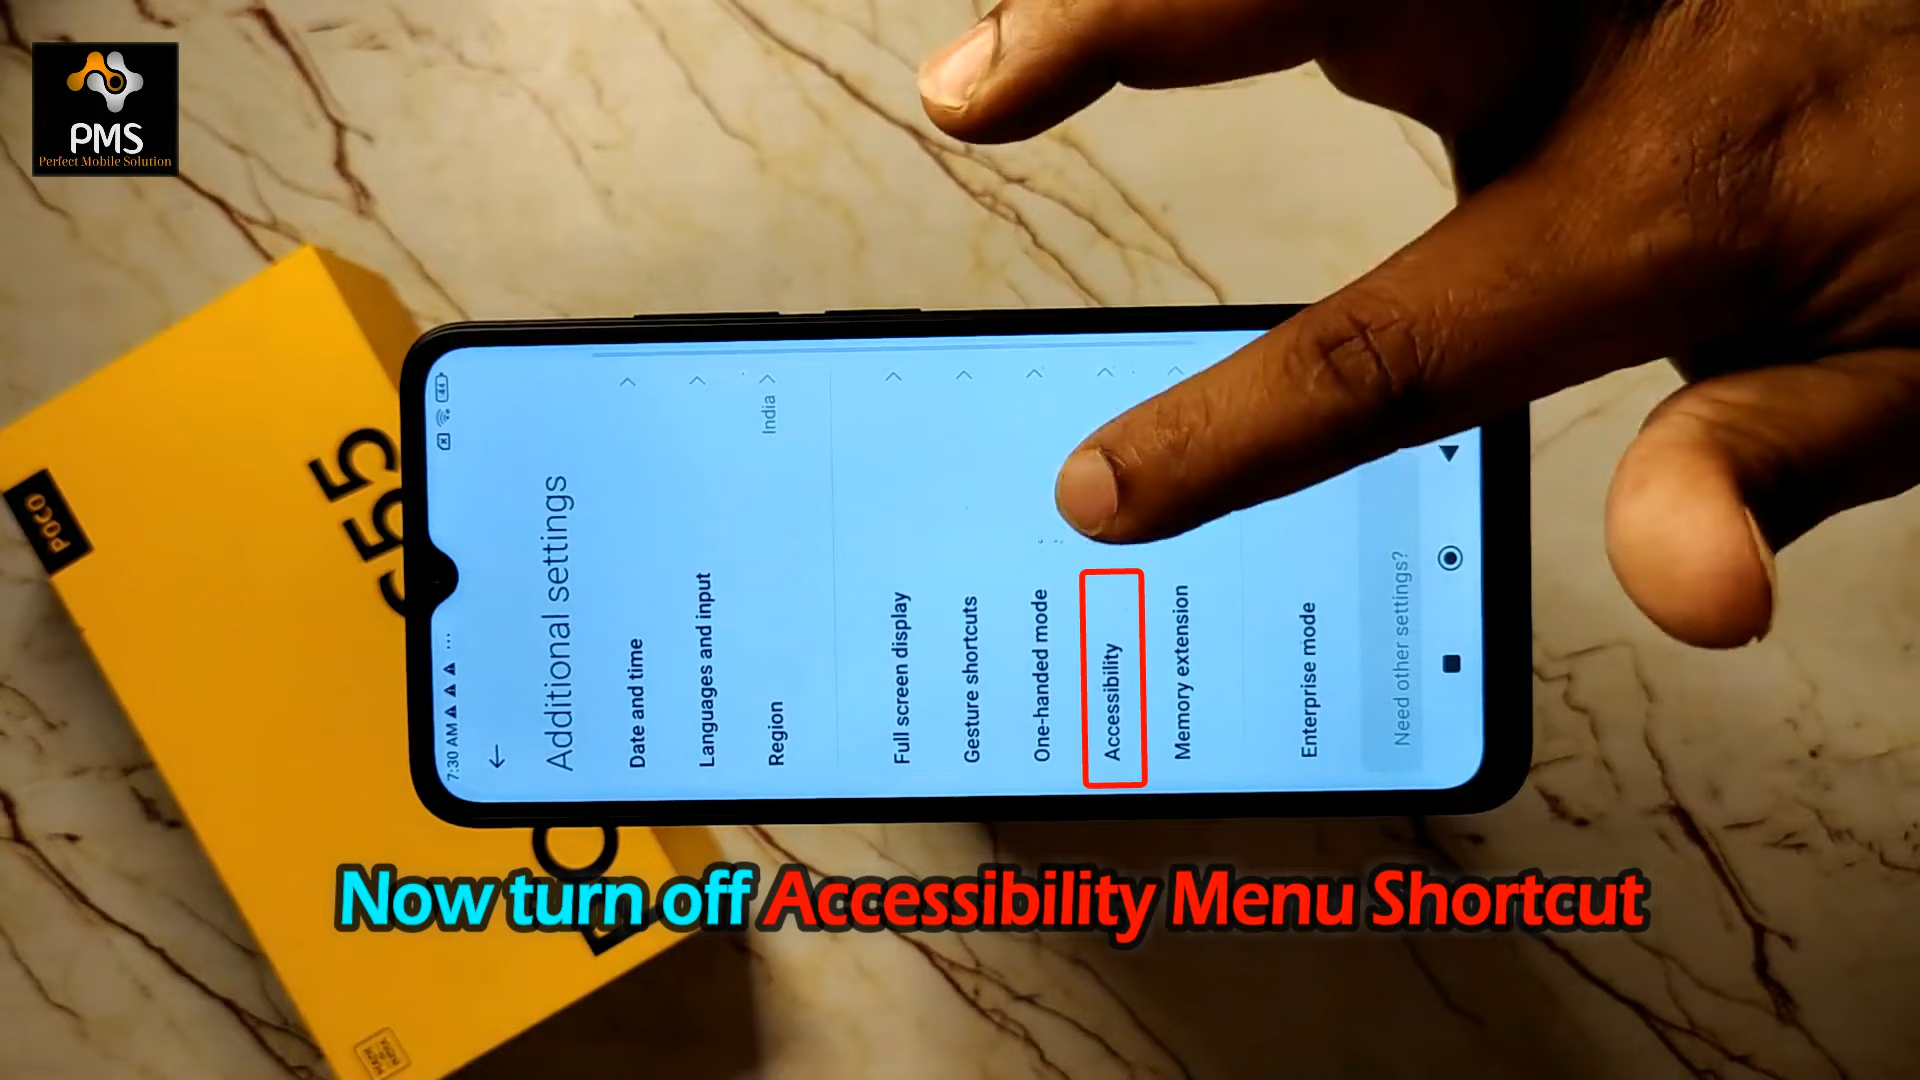 PMS
Perfect Mobile Solution
POCO
C55
7:30 AM
44
Additional settings
Date and time
Languages and input
Region
India
Full screen display
Gesture shortcuts
One-handed mode
Accessibility
Memory extension
Enterprise mode
Need other settings?
Now turn off Accessibility Menu Shortcut